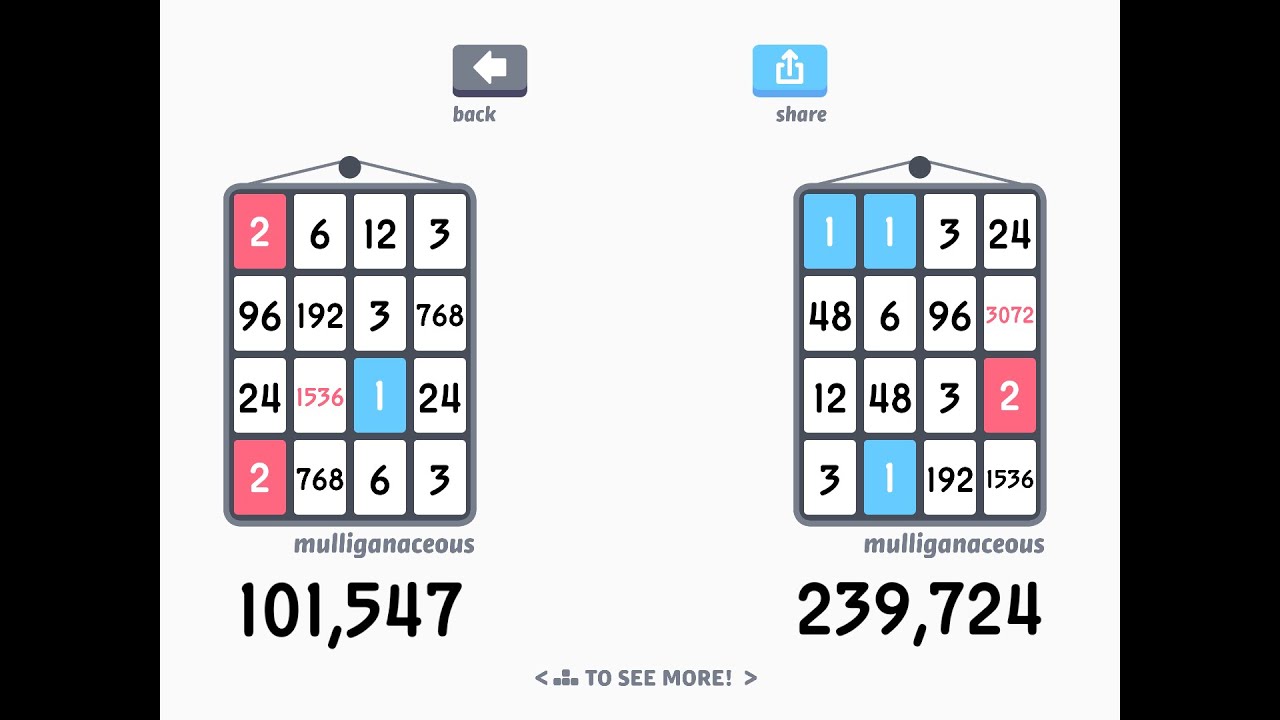 back
share
2 6 12 3
96 192 3 768
24 1536 1 24
2 768 6 3
mulliganaceous
101,547
1 1 3 24
48 6 96 3072
12 48 3 2
3 1 192 1536
mulliganaceous
239,724
< TO SEE MORE! >